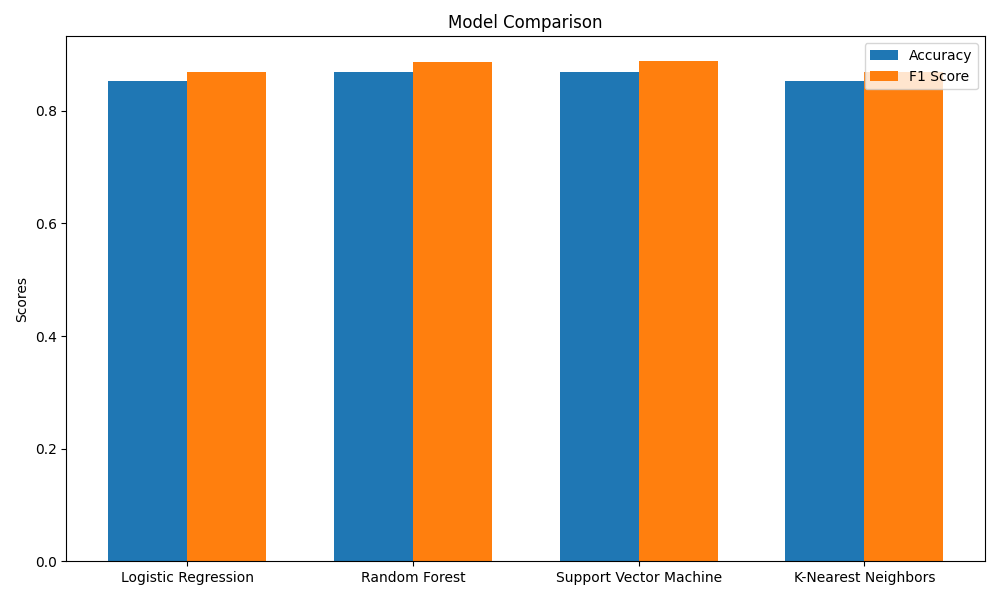 Model Comparison
Accuracy
F1 Score
Scores
0.8
0.6
0.4
0.2
0.0
Logistic Regression
Random Forest
Support Vector Machine
K-Nearest Neighbors